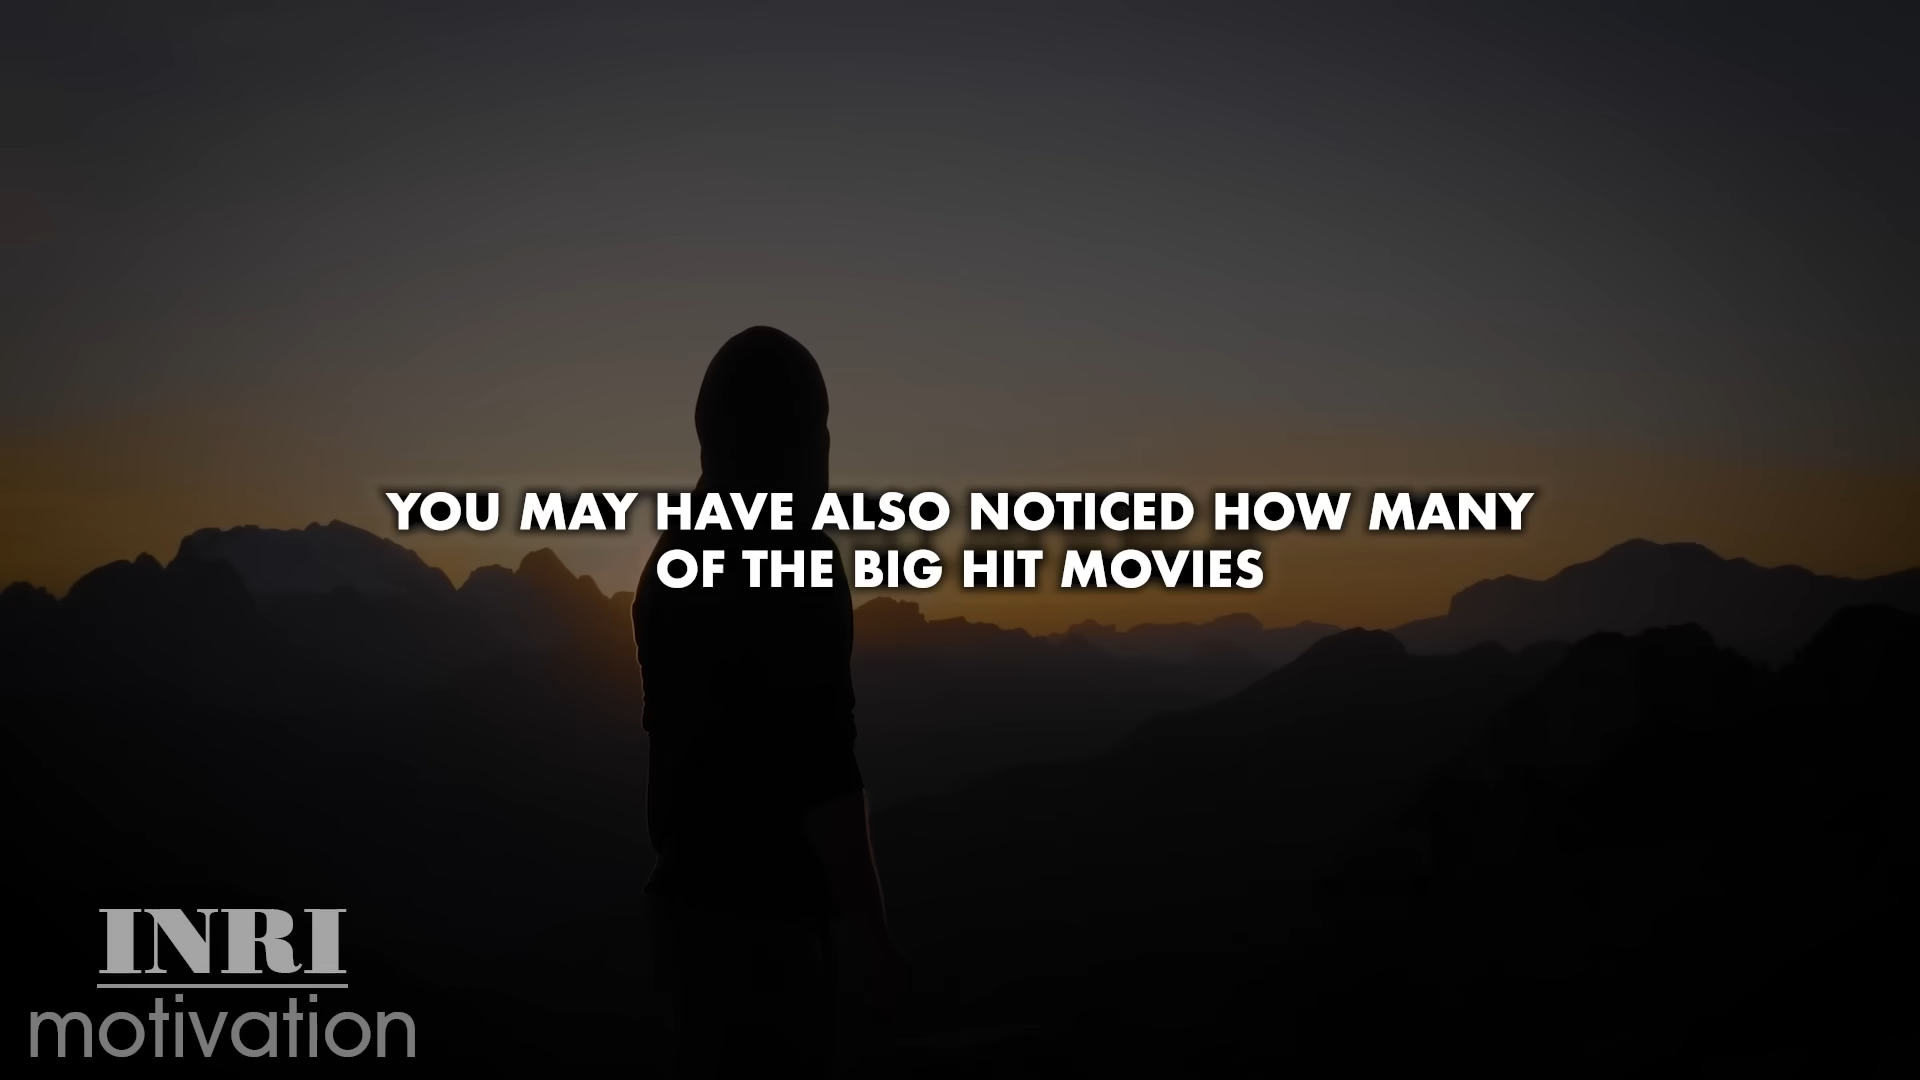 YOU MAY HAVE ALSO NOTICED HOW MANY
OF THE BIG HIT MOVIES
INRI
motivation